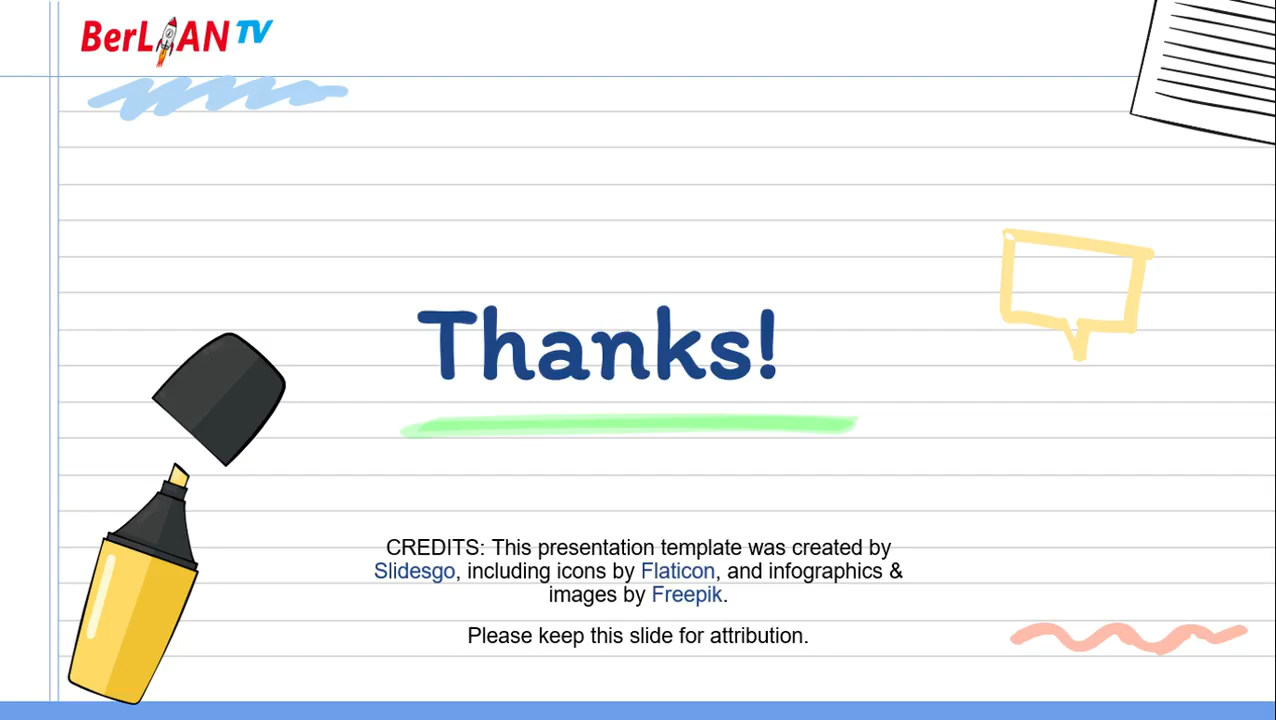 BerLIAN TV
Thanks!
CREDITS: This presentation template was created by
Slidesgo, including icons by Flaticon, and infographics &
images by Freepik.
Please keep this slide for attribution.